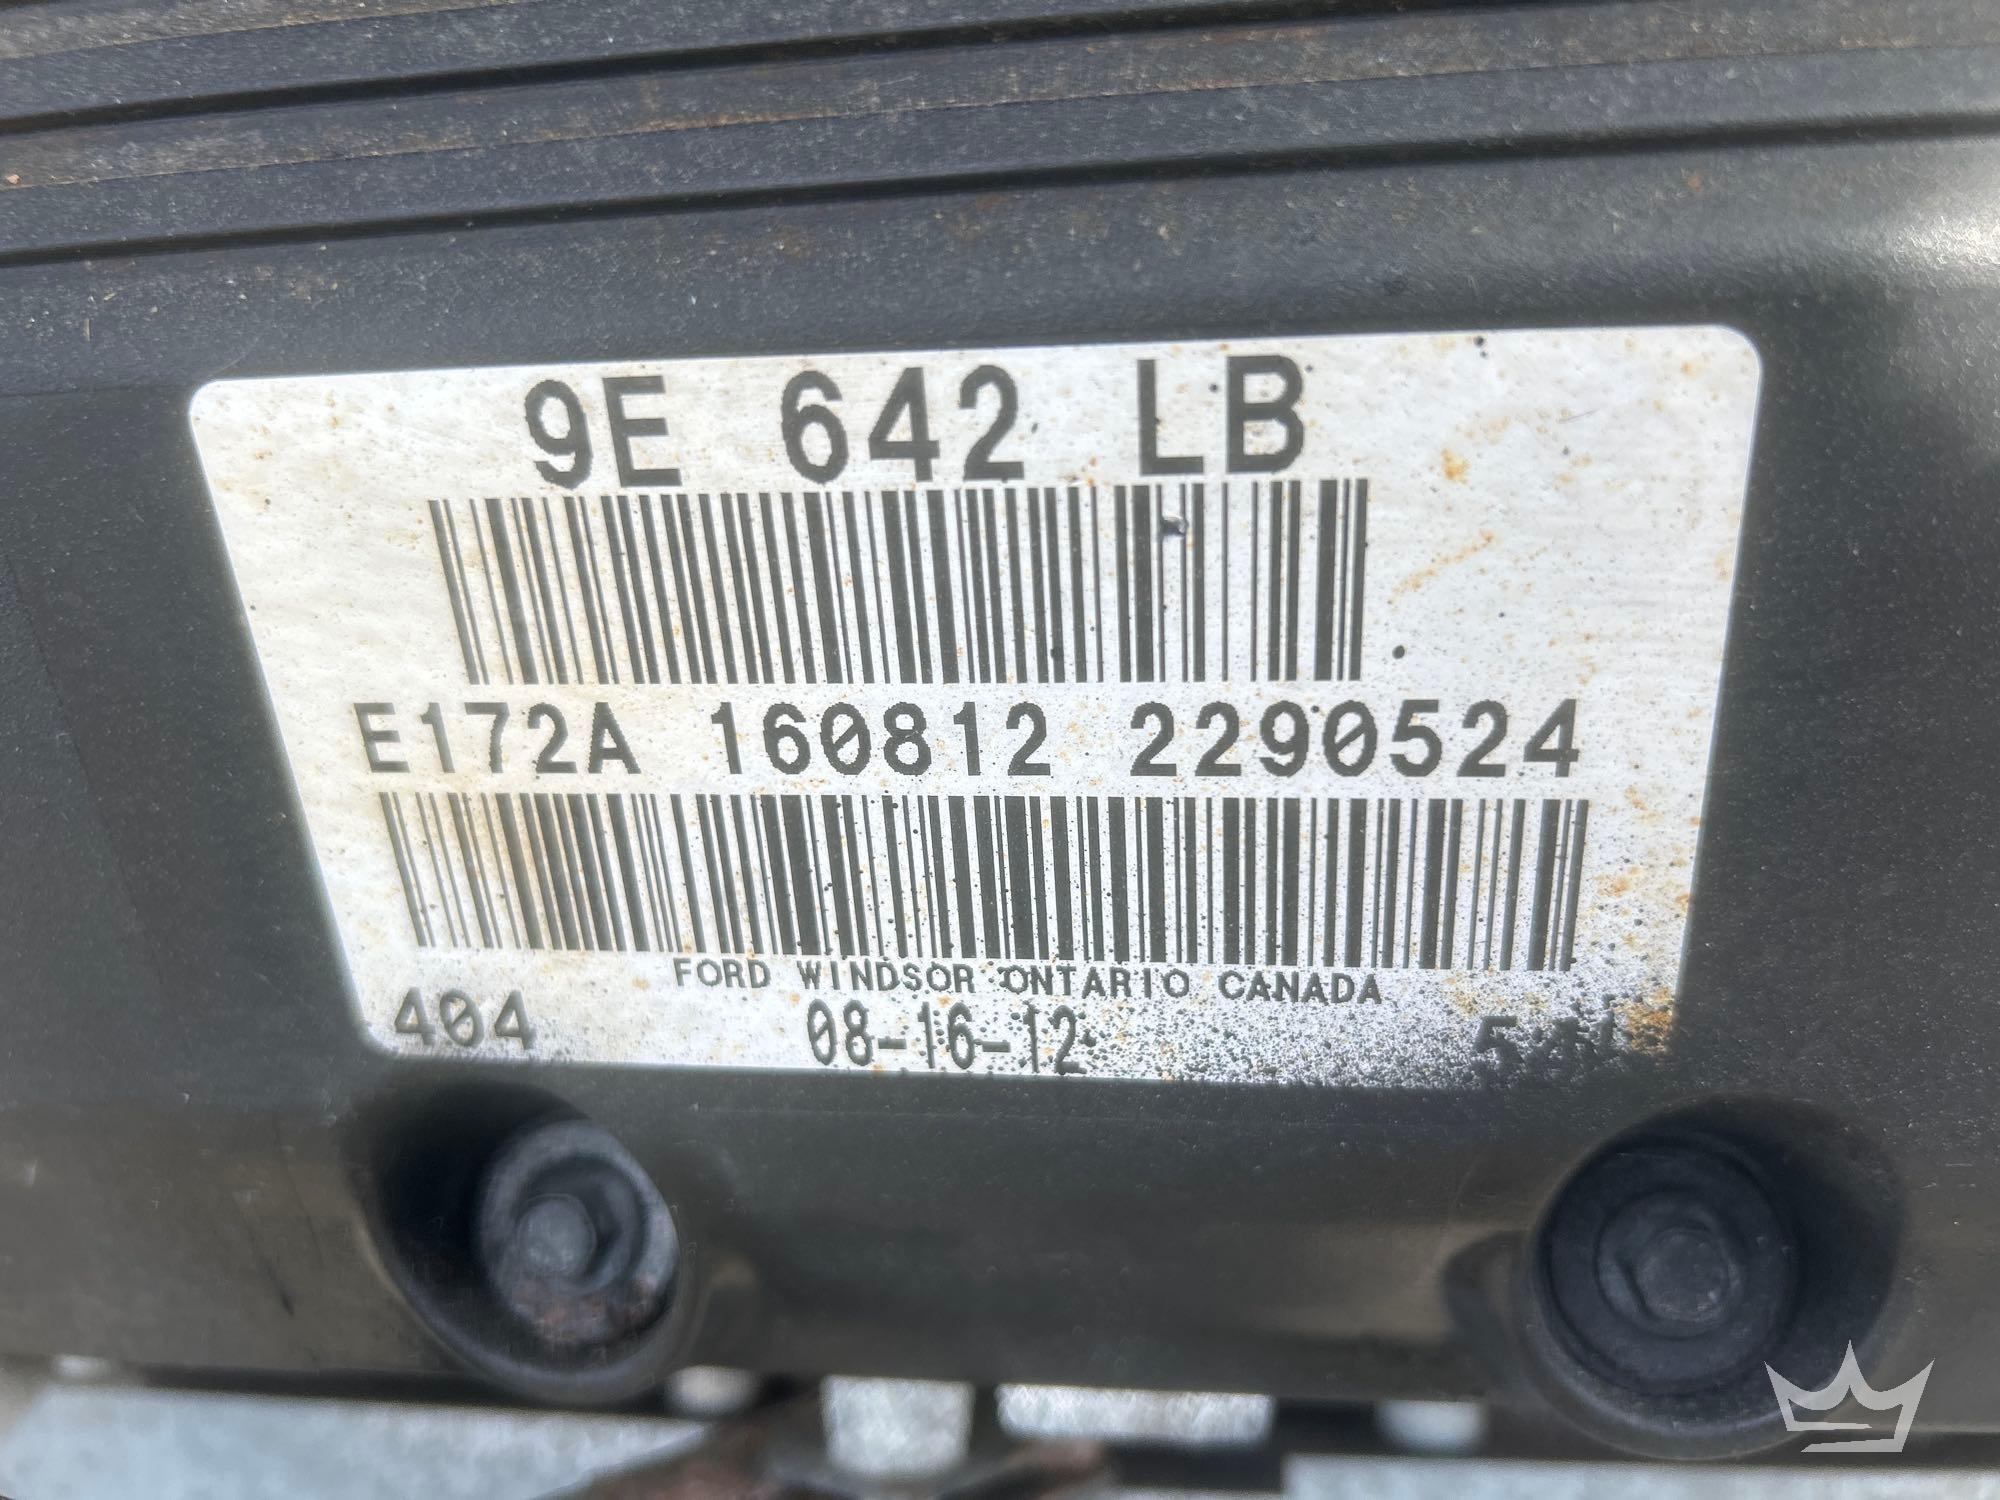 9E 642 LB
E172A 160812 2290524
FORD WINDSOR ONTARIO CANADA
404 08-16-12